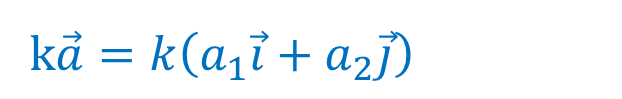 ka⃗ = k(a₁i⃗ + a₂j⃗)